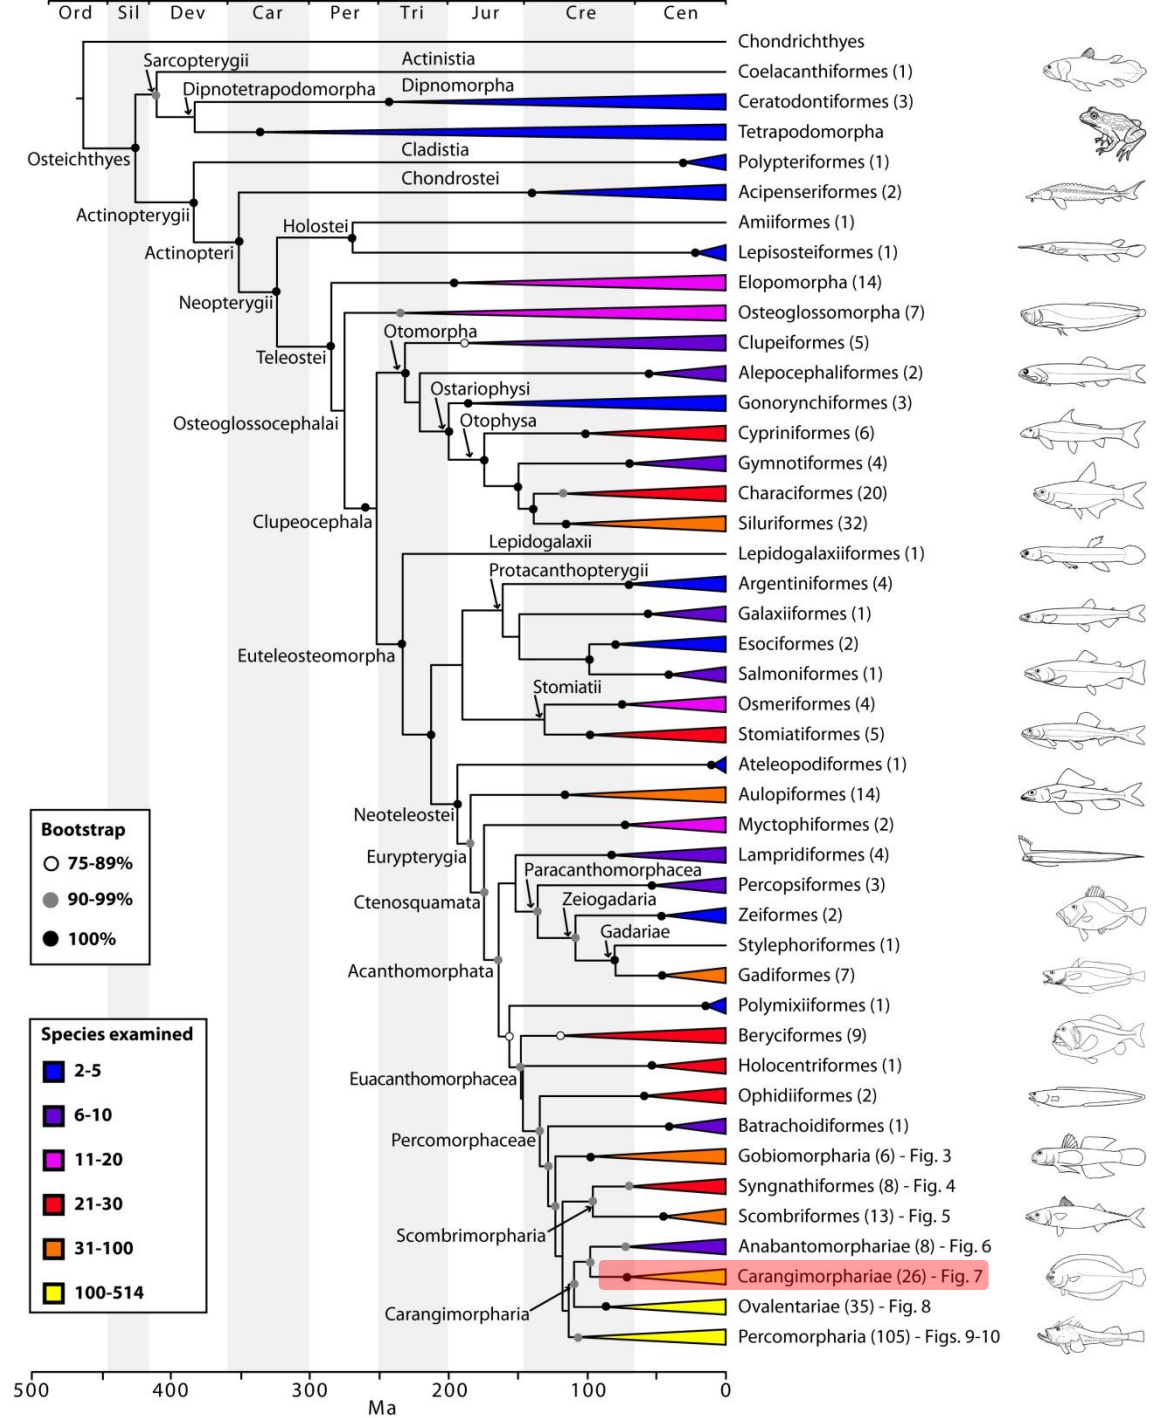 Ord Sil Dev Car Per Tri Jur Cre Cen
Chondrichthyes
Sarcopterygii
Actinistia
Coelacanthiformes (1)
Dipnotetrapodomorpha
Dipnomorpha
Ceratodontiformes (3)
Tetrapodomorpha
Osteichthyes
Cladistia
Polypteriformes (1)
Chondrostei
Acipenseriformes (2)
Actinopterygii
Holostei
Amiiformes (1)
Actinopteri
Lepisosteiformes (1)
Neopterygii
Elopomorpha (14)
Osteoglossomorpha (7)
Otomorpha
Clupeiformes (5)
Teleostei
Alepocephaliformes (2)
Ostariophysi
Gonorynchiformes (3)
Osteoglossocephalai
Otophysa
Cypriniformes (6)
Gymnotiformes (4)
Characiformes (20)
Clupeocephala
Siluriformes (32)
Lepidogalaxii
Lepidogalaxiiformes (1)
Protacanthopterygii
Argentiniformes (4)
Galaxiiformes (1)
Euteleosteomorpha
Esociformes (2)
Salmoniformes (1)
Stomiatii
Osmeriformes (4)
Stomiatiformes (5)
Ateleopodiformes (1)
Aulopiformes (14)
Neoteleostei
Myctophiformes (2)
Eurypterygia
Lampridiformes (4)
Paracanthomorphacea
Percopsiformes (3)
Ctenosquamata
Zeiogadaria
Zeiformes (2)
Gadariae
Stylephoriformes (1)
Acanthomorphata
Gadiformes (7)
Polymixiiformes (1)
Beryciformes (9)
Holocentriformes (1)
Euacanthomorphacea
Ophidiiformes (2)
Batrachoidiformes (1)
Percomorphaceae
Gobiomorpharia (6) - Fig. 3
Syngnathiformes (8) - Fig. 4
Scombriformes (13) - Fig. 5
Scombrimorpharia
Anabantomorphariae (8) - Fig. 6
Carangimorphariae (26) - Fig. 7
Ovalentariae (35) - Fig. 8
Carangimorpharia
Percomorpharia (105) - Figs. 9-10
Bootstrap
75-89%
90-99%
100%
Species examined
2-5
6-10
11-20
21-30
31-100
100-514
500 400 300 200 100 0
Ma